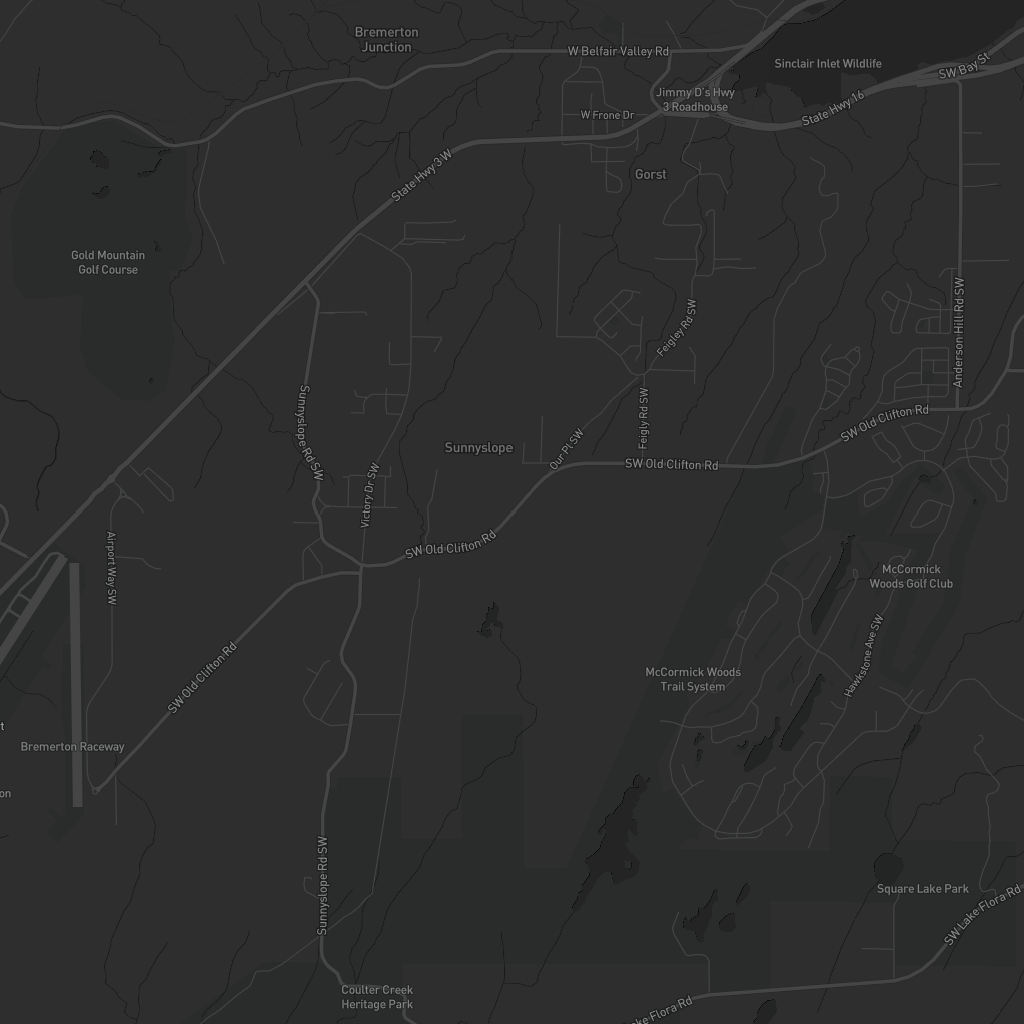 Bremerton
Junction
W Belfair Valley Rd
Sinclair Inlet Wildlife
SW Bay St
Jimmy D's Hwy
3 Roadhouse
State Hwy 16
W Frone Dr
State Hwy 3 W
Gorst
Gold Mountain
Golf Course
Feigley Rd SW
Anderson Hill Rd SW
Sunnyslope Rd SW
Feigly Rd SW
SW Old Clifton Rd
Sunnyslope
Our Pl SW
SW Old Clifton Rd
Victory Dr SW
SW Old Clifton Rd
Airport Way SW
McCormick
Woods Golf Club
Hawkstone Ave SW
SW Old Clifton Rd
McCormick Woods
Trail System
t
Bremerton Raceway
on
Sunnyslope Rd SW
Square Lake Park
SW Lake Flora Rd
Coulter Creek
Heritage Park
ke Flora Rd